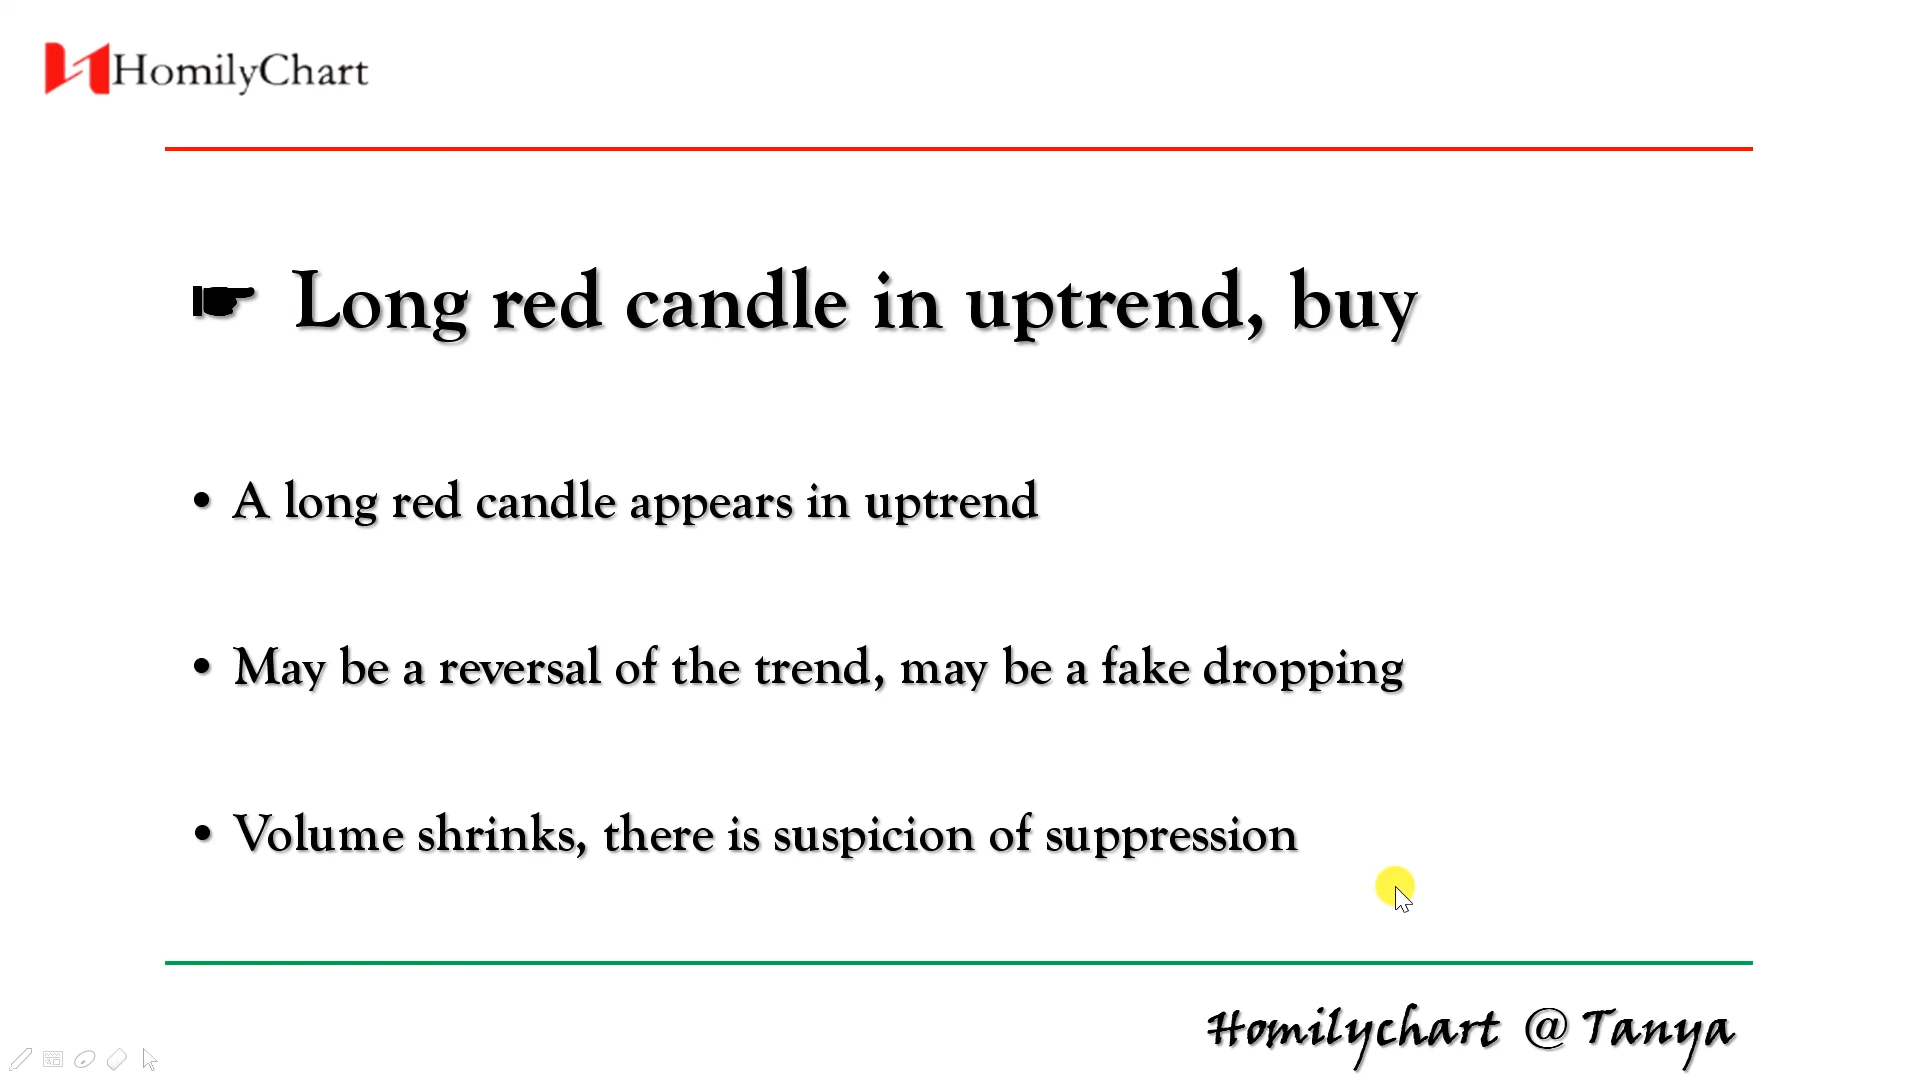 HomilyChart
☛ Long red candle in uptrend, buy
• A long red candle appears in uptrend
• May be a reversal of the trend, may be a fake dropping
• Volume shrinks, there is suspicion of suppression
Homilychart @ Tanya